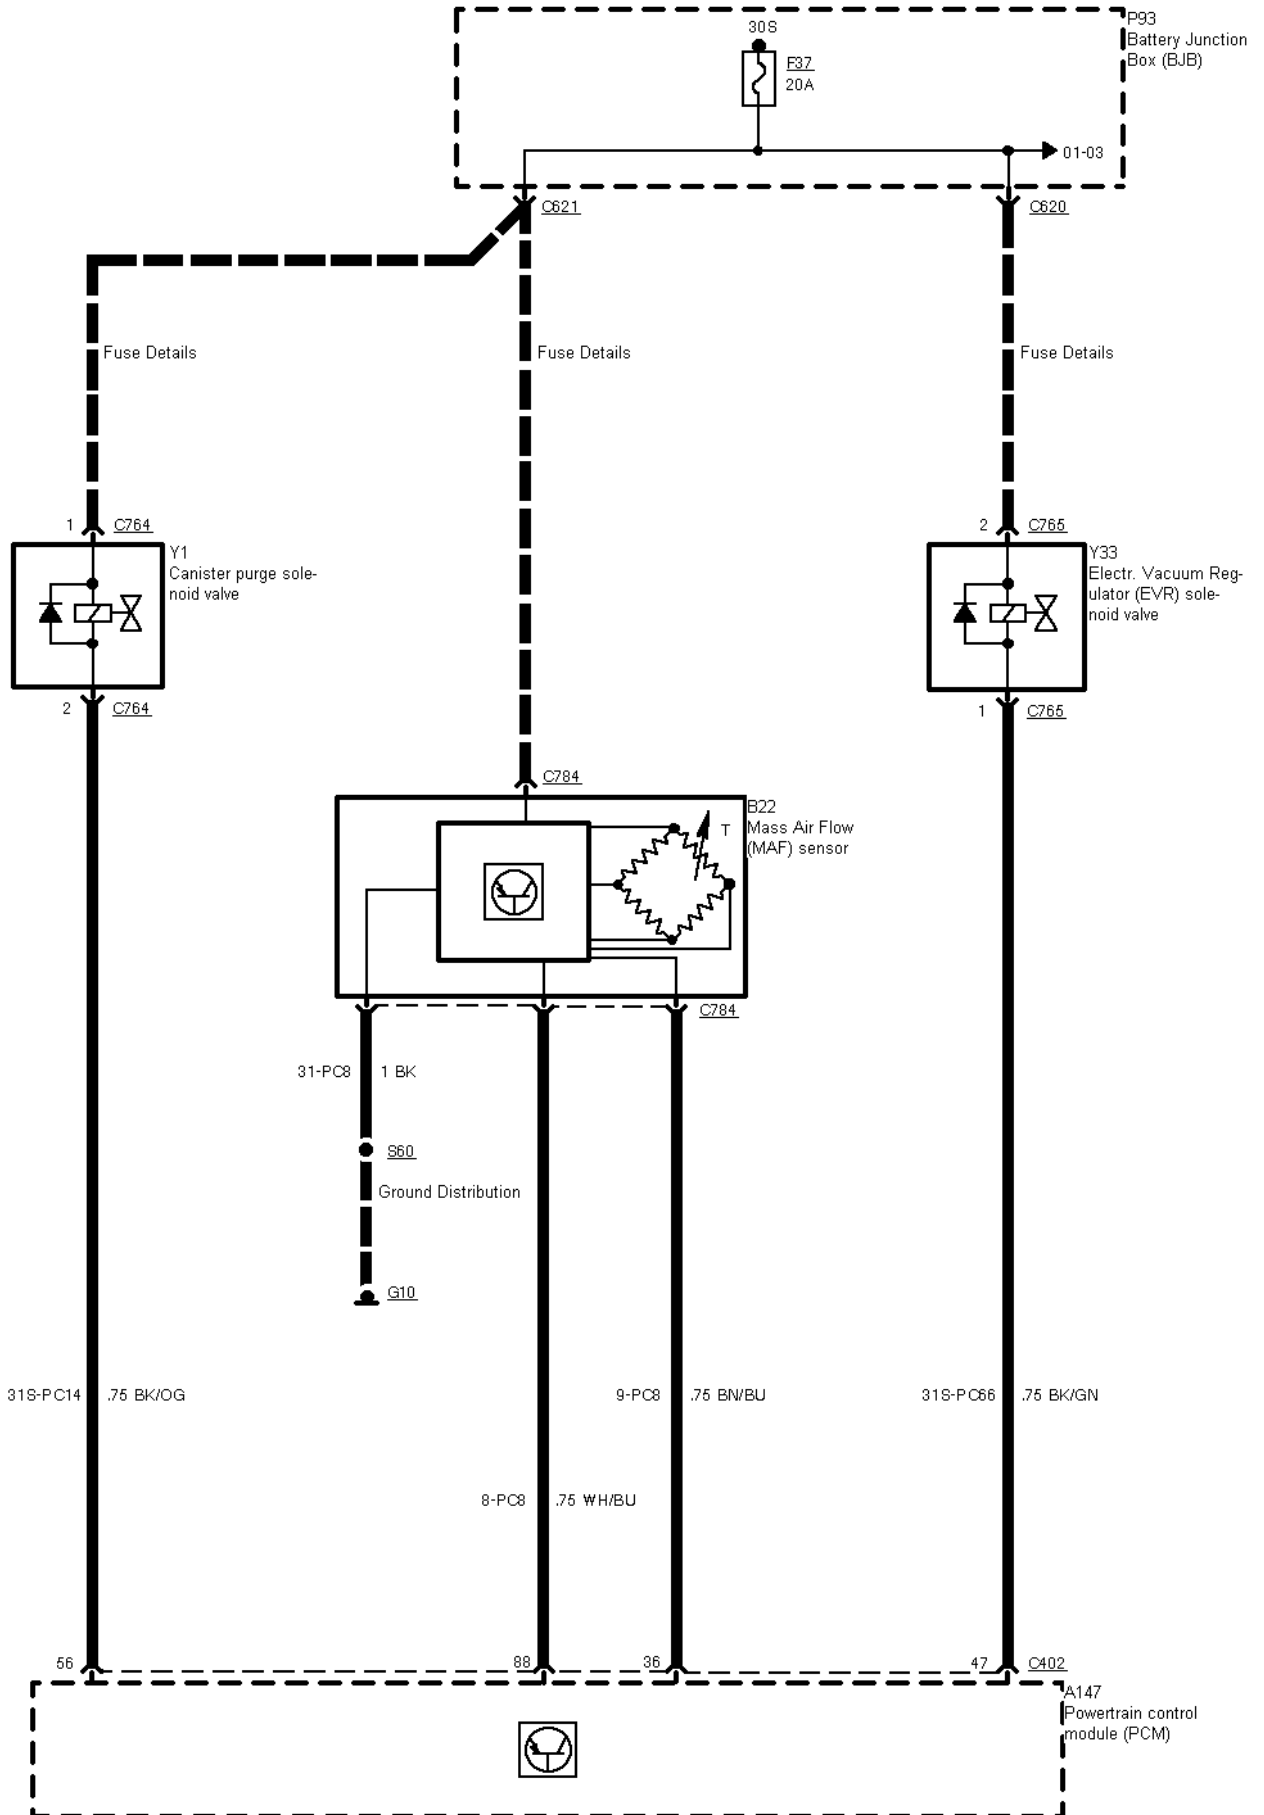 P93
Battery Junction
Box (BJB)
30S
F37
20A
01-03
C621
C620
Fuse Details
Fuse Details
Fuse Details
1
C764
2
C765
Y1
Canister purge sole-
noid valve
Y33
Electr. Vacuum Reg-
ulator (EVR) sole-
noid valve
2
C764
1
C765
C784
B22
Mass Air Flow
(MAF) sensor
T
C784
31-PC8
1 BK
S60
Ground Distribution
G10
31S-PC14
.75 BK/OG
9-PC8
.75 BN/BU
31S-PC66
.75 BK/GN
8-PC8
.75 WH/BU
56
88
36
47
C402
A147
Powertrain control
module (PCM)